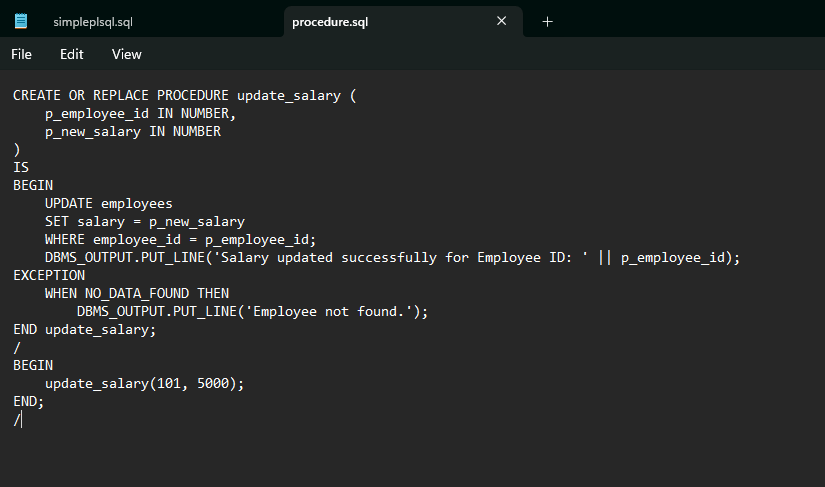 simpleplsql.sql procedure.sql
File Edit View
CREATE OR REPLACE PROCEDURE update_salary (
    p_employee_id IN NUMBER,
    p_new_salary IN NUMBER
)
IS
BEGIN
    UPDATE employees
    SET salary = p_new_salary
    WHERE employee_id = p_employee_id;
    DBMS_OUTPUT.PUT_LINE('Salary updated successfully for Employee ID: ' || p_employee_id);
EXCEPTION
    WHEN NO_DATA_FOUND THEN
        DBMS_OUTPUT.PUT_LINE('Employee not found.');
END update_salary;
/
BEGIN
    update_salary(101, 5000);
END;
/